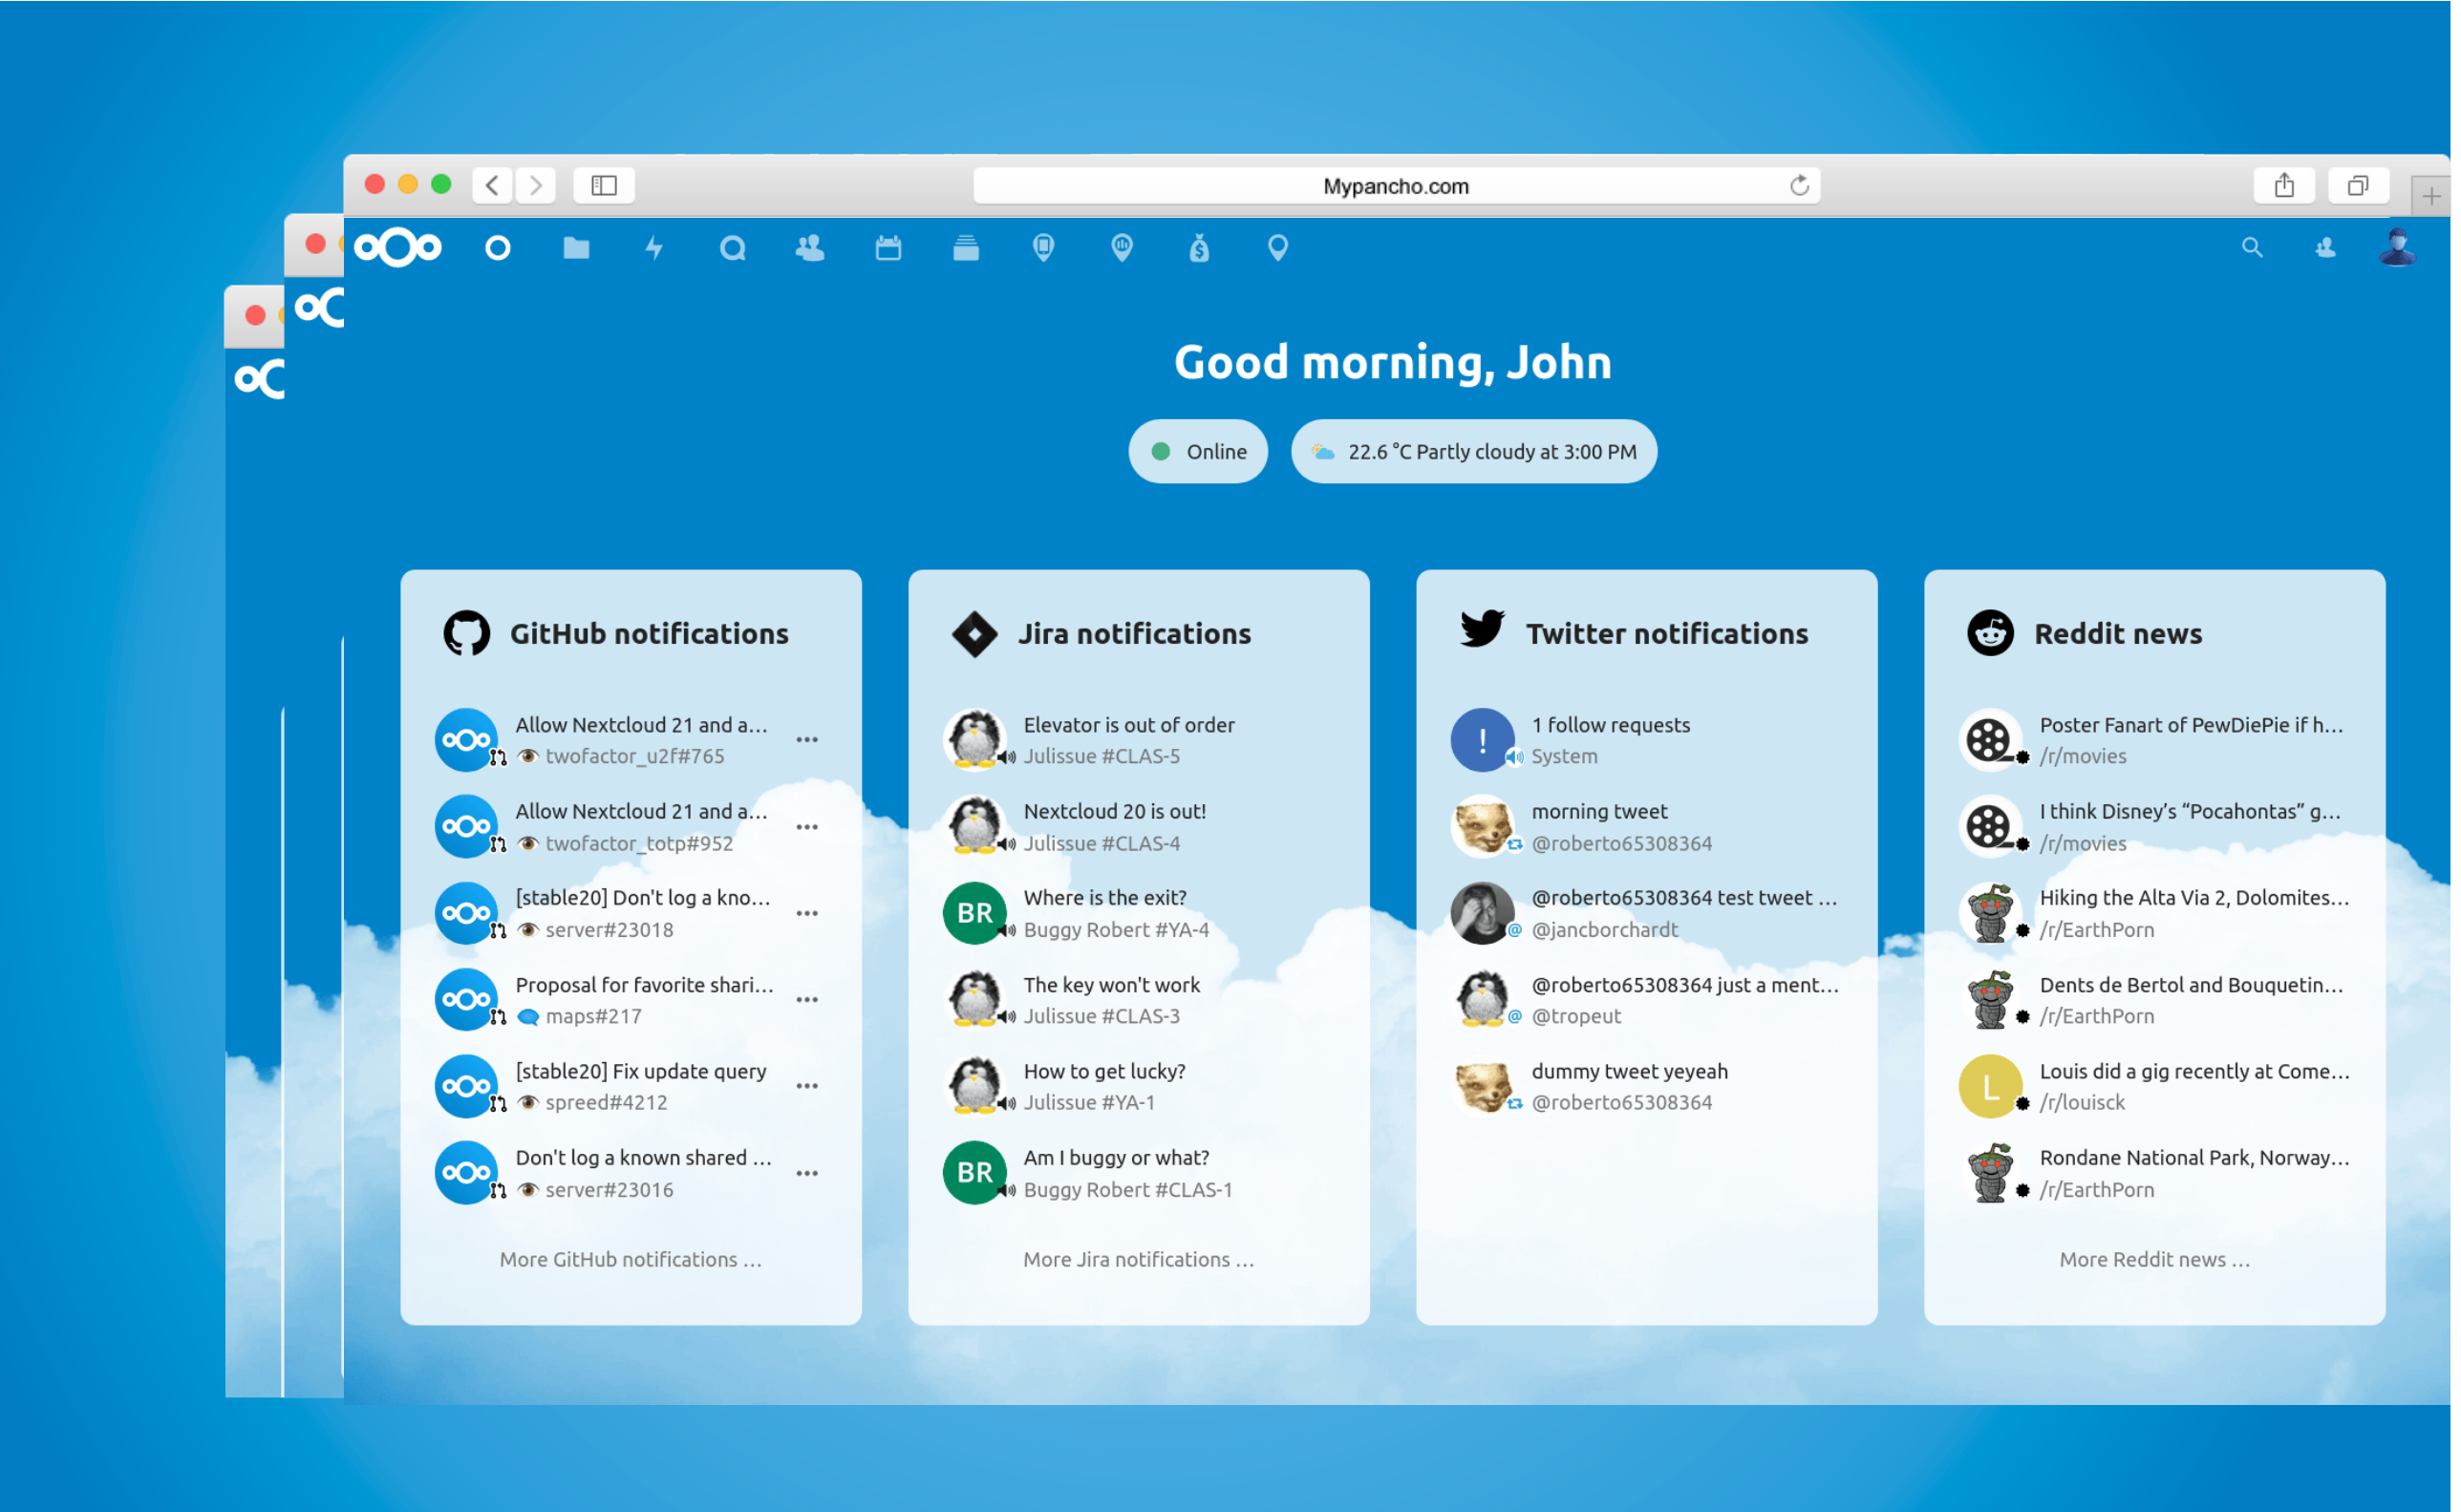 Mypancho.com
Good morning, John
Online
22.6 °C Partly cloudy at 3:00 PM
GitHub notifications
Allow Nextcloud 21 and a…
twofactor_u2f#765
Allow Nextcloud 21 and a…
twofactor_totp#952
[stable20] Don't log a kno…
server#23018
Proposal for favorite shari…
maps#217
[stable20] Fix update query
spreed#4212
Don't log a known shared …
server#23016
More GitHub notifications …
Jira notifications
Elevator is out of order
Julissue #CLAS-5
Nextcloud 20 is out!
Julissue #CLAS-4
BR
Where is the exit?
Buggy Robert #YA-4
The key won't work
Julissue #CLAS-3
How to get lucky?
Julissue #YA-1
BR
Am I buggy or what?
Buggy Robert #CLAS-1
More Jira notifications …
Twitter notifications
!
1 follow requests
System
morning tweet
@roberto65308364
@roberto65308364 test tweet …
@jancborchardt
@roberto65308364 just a ment…
@tropeut
dummy tweet yeyeah
@roberto65308364
Reddit news
Poster Fanart of PewDiePie if h…
/r/movies
I think Disney’s “Pocahontas” g…
/r/movies
Hiking the Alta Via 2, Dolomites…
/r/EarthPorn
Dents de Bertol and Bouquetin…
/r/EarthPorn
L
Louis did a gig recently at Come…
/r/louisck
Rondane National Park, Norway…
/r/EarthPorn
More Reddit news …